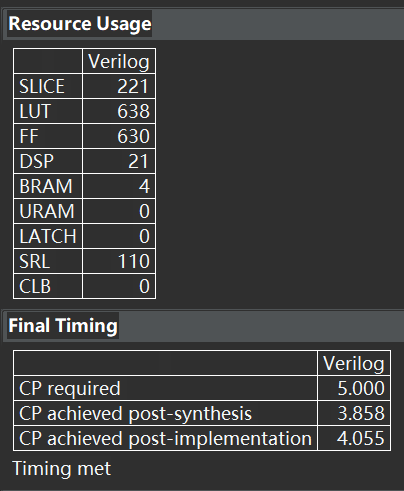 Resource Usage
Verilog
SLICE 221
LUT 638
FF 630
DSP 21
BRAM 4
URAM 0
LATCH 0
SRL 110
CLB 0
Final Timing
Verilog
CP required 5.000
CP achieved post-synthesis 3.858
CP achieved post-implementation 4.055
Timing met